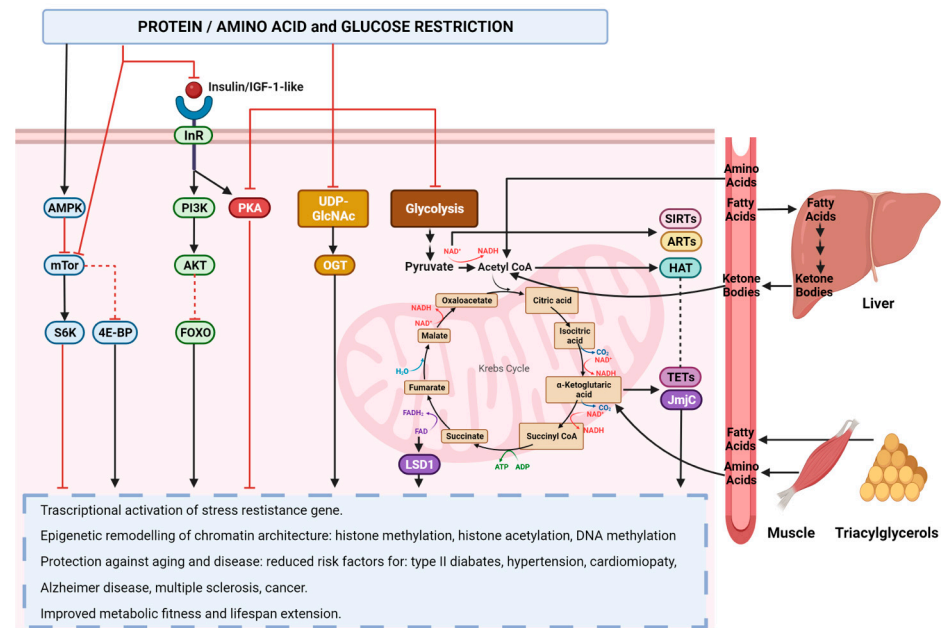 PROTEIN / AMINO ACID and GLUCOSE RESTRICTION
Insulin/IGF-1-like
InR
AMPK
PI3K
PKA
UDP-
GlcNAc
Glycolysis
Amino
Acids
Fatty
Acids
Fatty
Acids
SIRTs
ARTs
HAT
mTor
AKT
OGT
NAD⁺
NADH
Pyruvate
Acetyl CoA
Ketone
Bodies
Ketone
Bodies
Liver
Oxaloacetate
Citric acid
NADH
NAD⁺
Malate
Isocitric
acid
CO₂
NAD⁺
NADH
S6K
4E-BP
FOXO
Krebs Cycle
H₂O
Fumarate
α-Ketoglutaric
acid
TETs
JmjC
CO₂
NAD⁺
NADH
FADH₂
FAD
Succinate
Succinyl CoA
ATP
ADP
LSD1
Fatty
Acids
Amino
Acids
Muscle
Triacylglycerols
Trascriptional activation of stress restistance gene.
Epigenetic remodelling of chromatin architecture: histone methylation, histone acetylation, DNA methylation
Protection against aging and disease: reduced risk factors for: type II diabates, hypertension, cardiomiopaty,
Alzheimer disease, multiple sclerosis, cancer.
Improved metabolic fitness and lifespan extension.